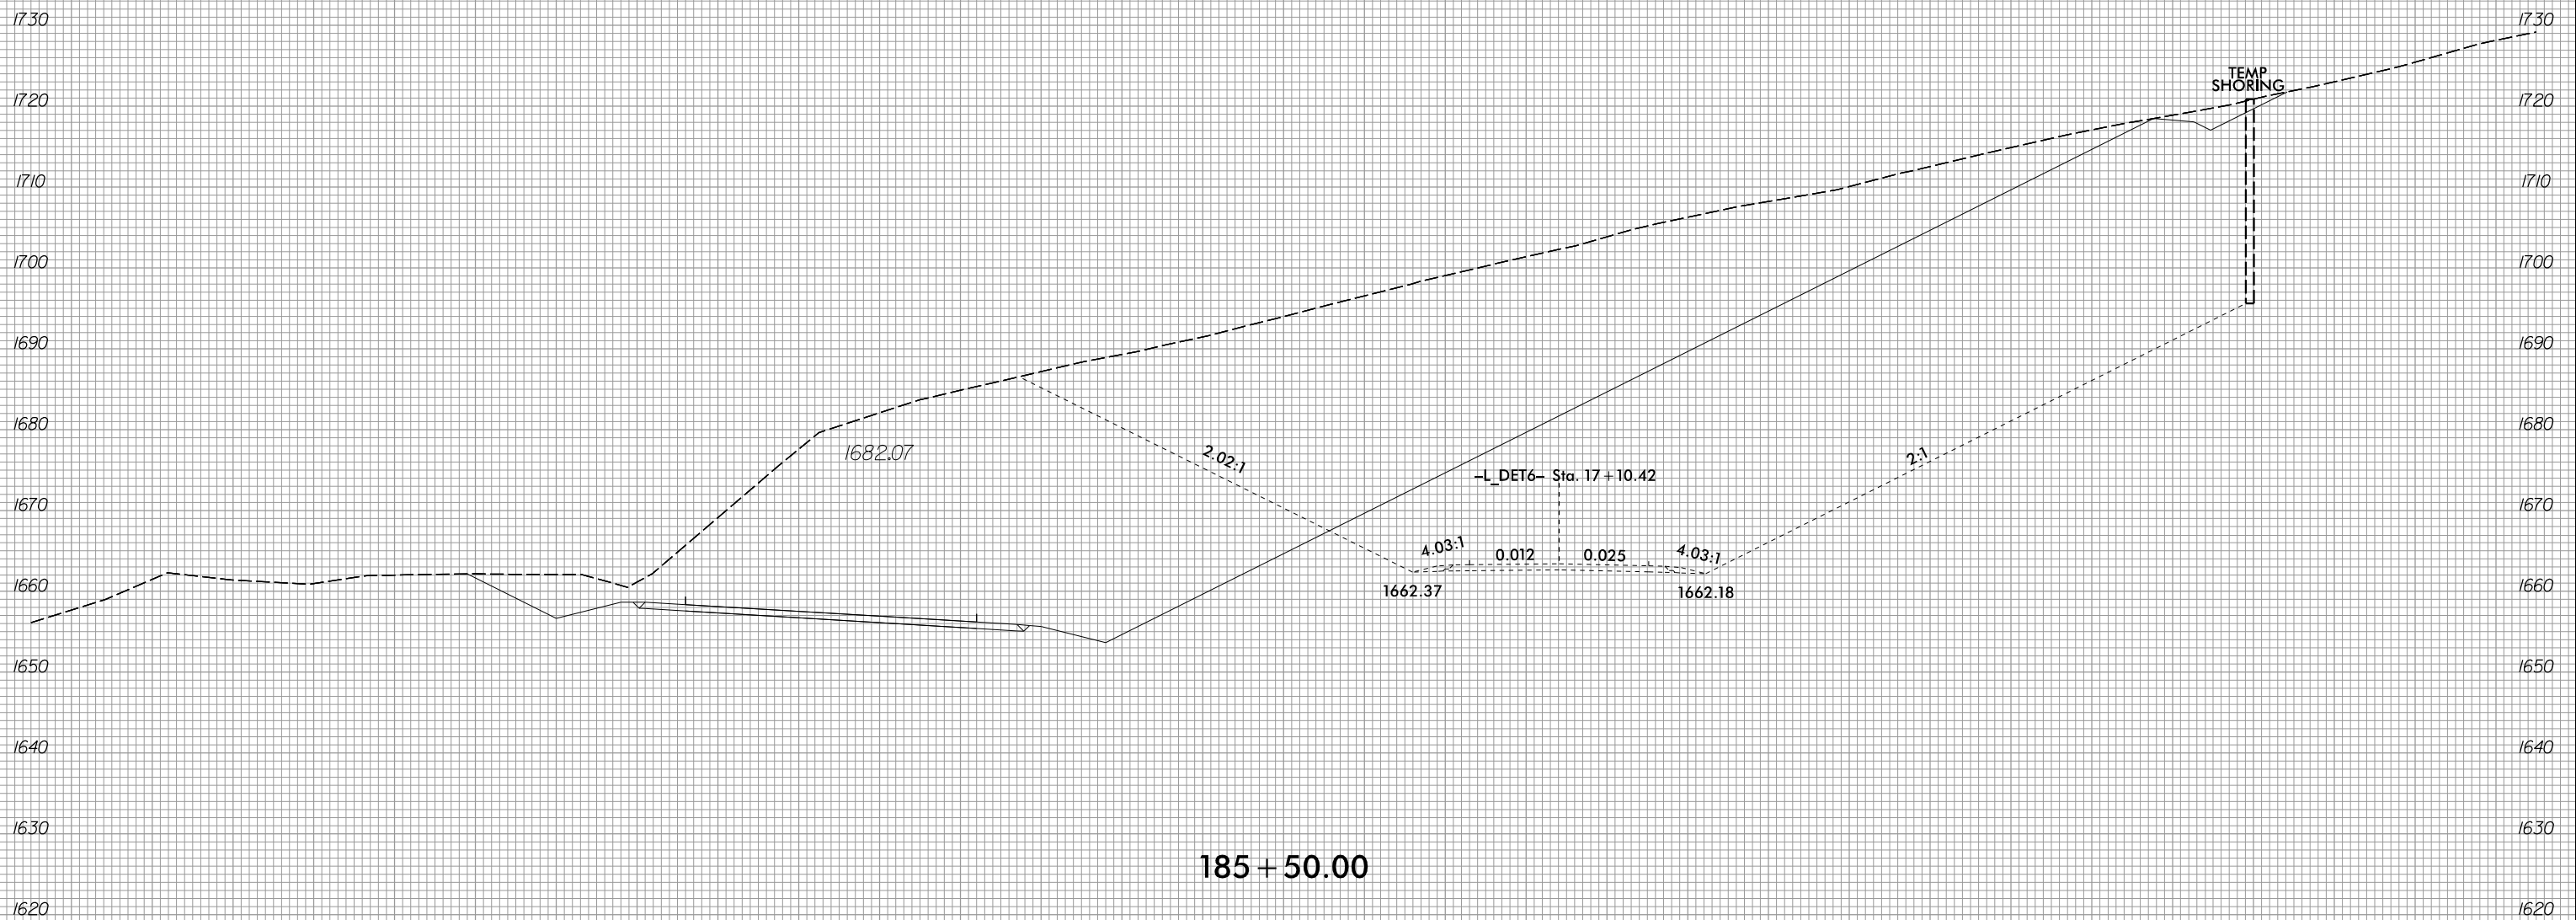 1730 1730
TEMP
SHORING
1720 1720
1710 1710
1700 1700
1690 1690
1680 1680
1682.07
2.02:1 2:1
-L_DET6- Sta. 17+10.42
1670 1670
4.03:1 0.012 0.025 4.03:1
1660 1662.37 1662.18 1660
1650 1650
1640 1640
1630 1630
185+50.00
1620 1620